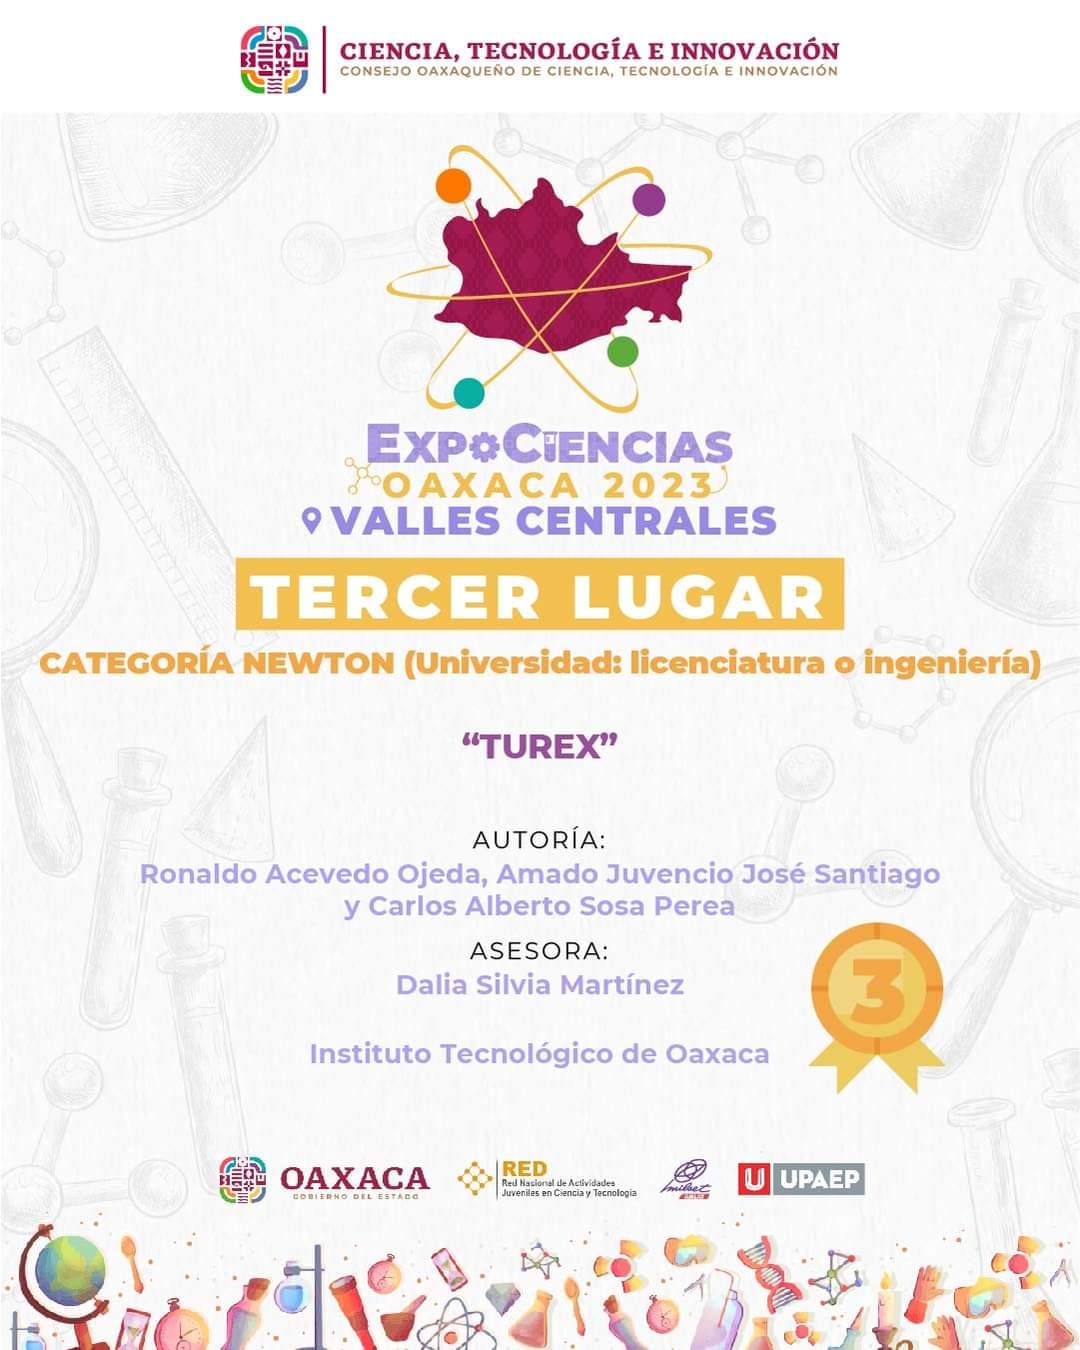 CIENCIA, TECNOLOGÍA E INNOVACIÓN
CONSEJO OAXAQUEÑO DE CIENCIA, TECNOLOGÍA E INNOVACIÓN
EXPOCIENCIAS
OAXACA 2023
VALLES CENTRALES
TERCER LUGAR
CATEGORÍA NEWTON (Universidad: licenciatura o ingeniería)
“TUREX”
AUTORÍA:
Ronaldo Acevedo Ojeda, Amado Juvencio José Santiago
y Carlos Alberto Sosa Perea
ASESORA:
Dalia Silvia Martínez
3
Instituto Tecnológico de Oaxaca
OAXACA
GOBIERNO DEL ESTADO
RED
Red Nacional de Actividades
Juveniles en Ciencia y Tecnología
milset
U UPAEP